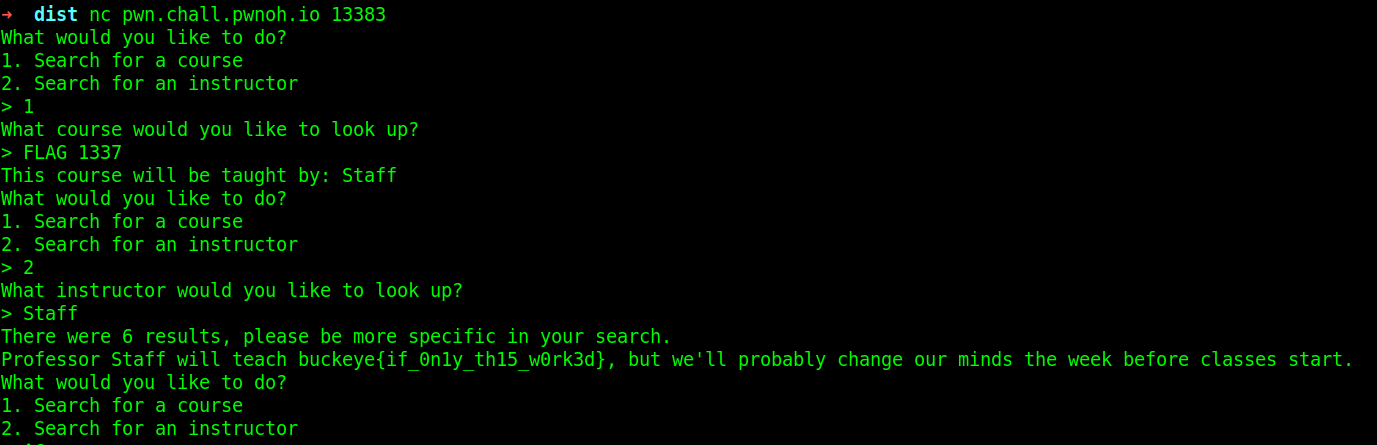 → dist nc pwn.chall.pwnoh.io 13383
What would you like to do?
1. Search for a course
2. Search for an instructor
> 1
What course would you like to look up?
> FLAG 1337
This course will be taught by: Staff
What would you like to do?
1. Search for a course
2. Search for an instructor
> 2
What instructor would you like to look up?
> Staff
There were 6 results, please be more specific in your search.
Professor Staff will teach buckeye{if_0n1y_th15_w0rk3d}, but we'll probably change our minds the week before classes start.
What would you like to do?
1. Search for a course
2. Search for an instructor